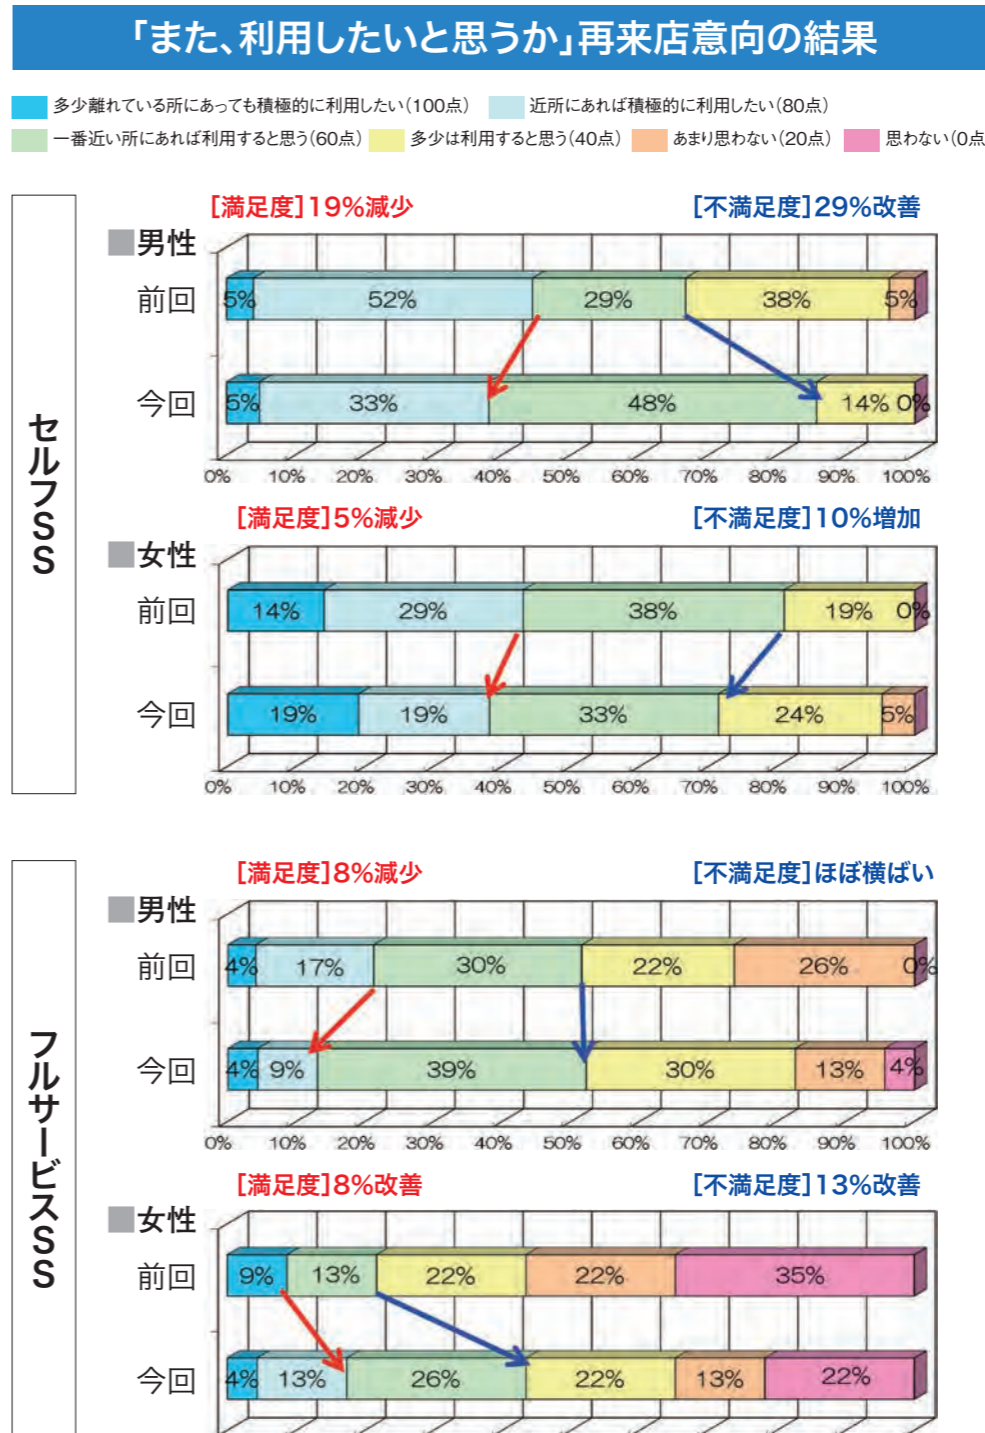 「また、利用したいと思うか」再来店意向の結果
多少離れている所にあっても積極的に利用したい(100点) 近所にあれば積極的に利用したい(80点)
一番近い所にあれば利用すると思う(60点) 多少は利用すると思う(40点) あまり思わない(20点) 思わない(0点
セルフSS
[満足度]19%減少 [不満足度]29%改善
■男性
前回 5% 52% 29% 38% 5%
今回 5% 33% 48% 14% 0%
0% 10% 20% 30% 40% 50% 60% 70% 80% 90% 100%
[満足度]5%減少 [不満足度]10%増加
■女性
前回 14% 29% 38% 19% 0%
今回 19% 19% 33% 24% 5%
0% 10% 20% 30% 40% 50% 60% 70% 80% 90% 100%
フルサービスSS
[満足度]8%減少 [不満足度]ほぼ横ばい
■男性
前回 4% 17% 30% 22% 26% 0%
今回 4% 9% 39% 30% 13% 4%
0% 10% 20% 30% 40% 50% 60% 70% 80% 90% 100%
[満足度]8%改善 [不満足度]13%改善
■女性
前回 9% 13% 22% 22% 35%
今回 4% 13% 26% 22% 13% 22%